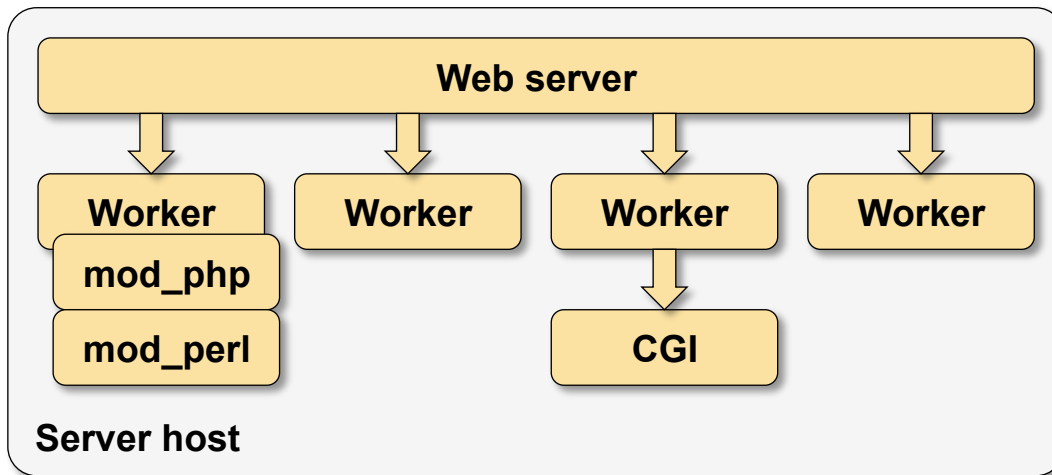 Web server
Worker
Worker
Worker
Worker
mod_php
mod_perl
CGI
Server host